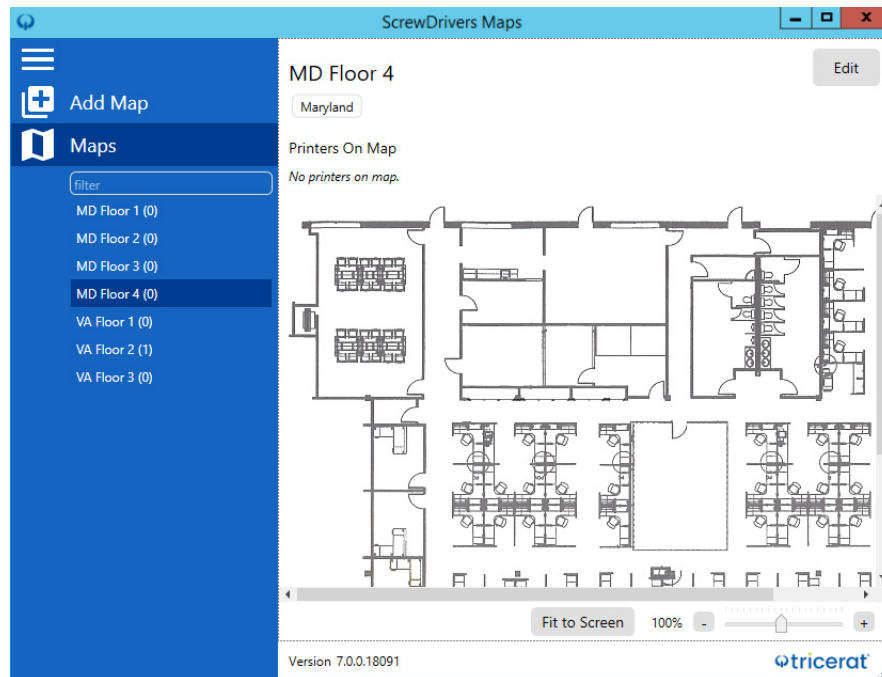 ScrewDrivers Maps
Add Map
Maps
filter
MD Floor 1 (0)
MD Floor 2 (0)
MD Floor 3 (0)
MD Floor 4 (0)
VA Floor 1 (0)
VA Floor 2 (1)
VA Floor 3 (0)
MD Floor 4
Edit
Maryland
Printers On Map
No printers on map.
Fit to Screen 100% - +
Version 7.0.0.18091
tricerat